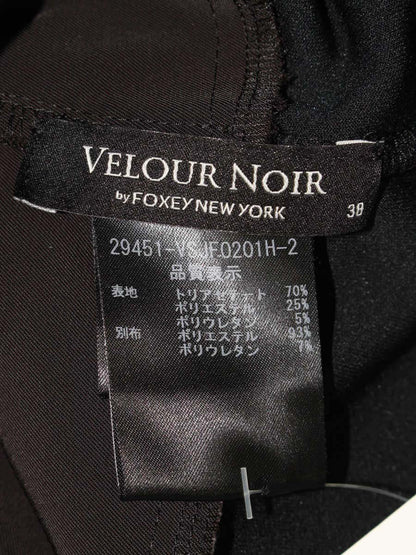 VELOUR NOIR
by FOXEY NEW YORK 38
29451-VSJF0201H-2
品質表示
表地 トリアセテート 70%
ポリエステル 25%
ポリウレタン 5%
別布 ポリエステル 93%
ポリウレタン 7%